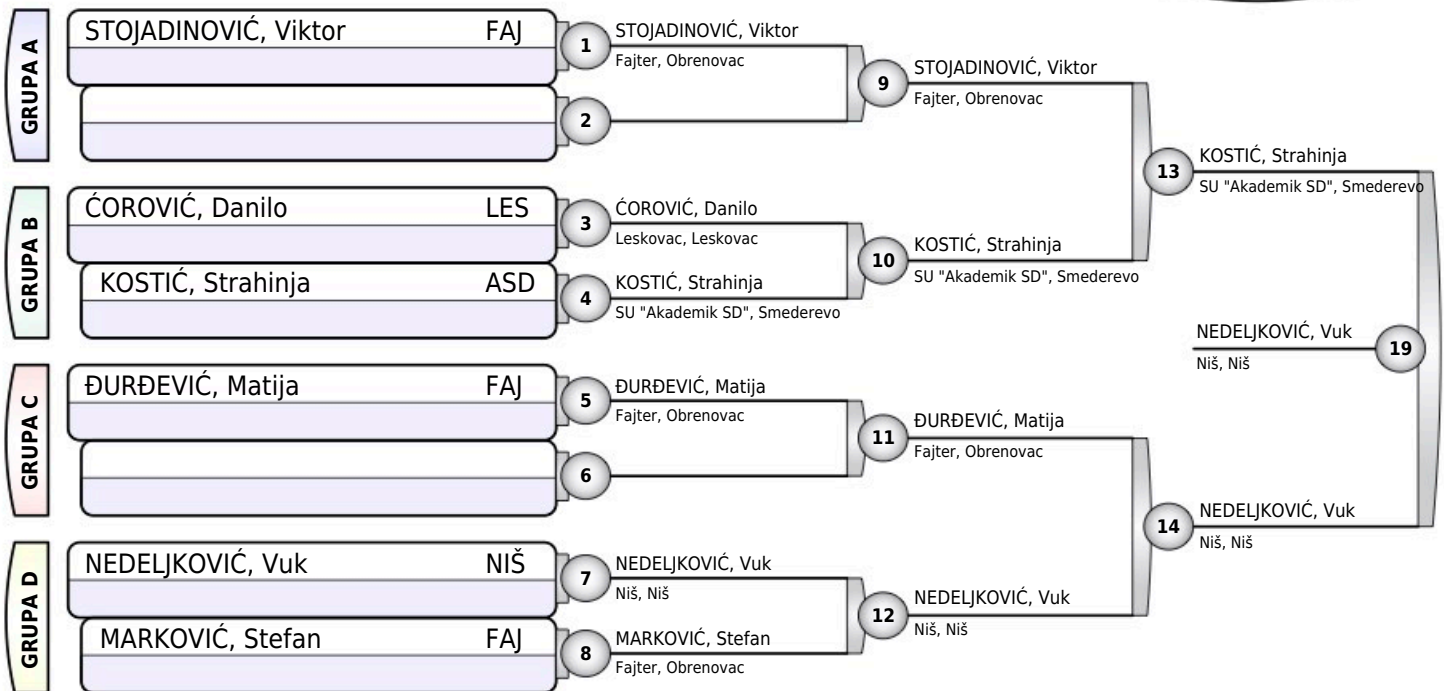 GRUPA A
STOJADINOVIĆ, Viktor FAJ
1
2
STOJADINOVIĆ, Viktor
Fajter, Obrenovac
9
STOJADINOVIĆ, Viktor
Fajter, Obrenovac
GRUPA B
ĆOROVIĆ, Danilo LES
KOSTIĆ, Strahinja ASD
3
4
ĆOROVIĆ, Danilo
Leskovac, Leskovac
KOSTIĆ, Strahinja
SU "Akademik SD", Smederevo
10
KOSTIĆ, Strahinja
SU "Akademik SD", Smederevo
13
KOSTIĆ, Strahinja
SU "Akademik SD", Smederevo
GRUPA C
ĐURĐEVIĆ, Matija FAJ
5
6
ĐURĐEVIĆ, Matija
Fajter, Obrenovac
11
ĐURĐEVIĆ, Matija
Fajter, Obrenovac
GRUPA D
NEDELJKOVIĆ, Vuk NIŠ
MARKOVIĆ, Stefan FAJ
7
8
NEDELJKOVIĆ, Vuk
Niš, Niš
MARKOVIĆ, Stefan
Fajter, Obrenovac
12
NEDELJKOVIĆ, Vuk
Niš, Niš
14
NEDELJKOVIĆ, Vuk
Niš, Niš
NEDELJKOVIĆ, Vuk
Niš, Niš
19